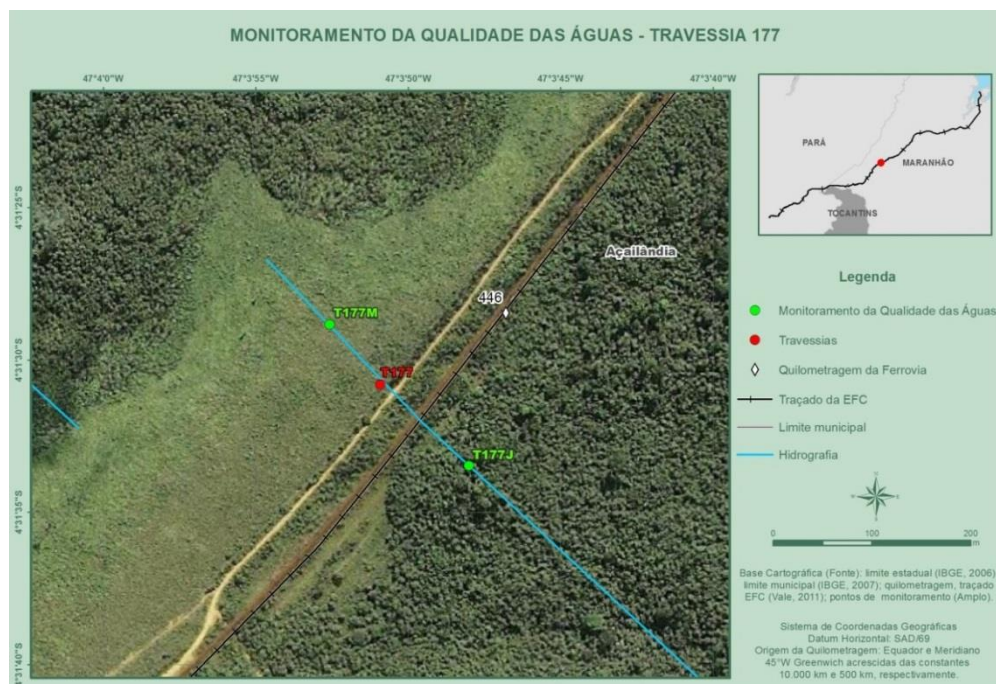 MONITORAMENTO DA QUALIDADE DAS ÁGUAS - TRAVESSIA 177
47°4'0"W
47°3'55"W
47°3'50"W
47°3'45"W
47°3'40"W
4°31'25"S
4°31'30"S
4°31'35"S
4°31'40"S
Açailândia
446
T177M
T177
T177J
PARÁ
MARANHÃO
TOCANTINS
Legenda
Monitoramento da Qualidade das Águas
Travessias
Quilometragem da Ferrovia
Traçado da EFC
Limite municipal
Hidrografia
N
W
E
S
0 100 200
m
Base Cartográfica (Fonte): limite estadual (IBGE, 2006)
limite municipal (IBGE, 2007); quilometragem, traçado
EFC (Vale, 2011); pontos de monitoramento (Amplo).
Sistema de Coordenadas Geográficas
Datum Horizontal: SAD/69
Origem da Quilometragem: Equador e Meridiano
45°W Greenwich acrescidas das constantes
10.000 km e 500 km, respectivamente.